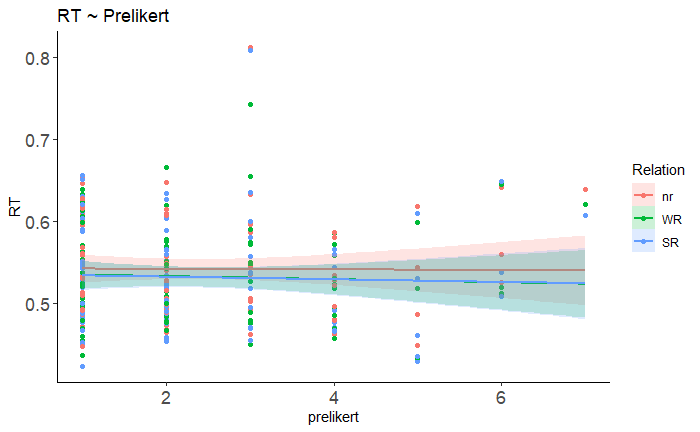 RT ~ Prelikert
0.8
0.7
0.6
0.5
RT
2
4
6
prelikert
Relation
nr
WR
SR